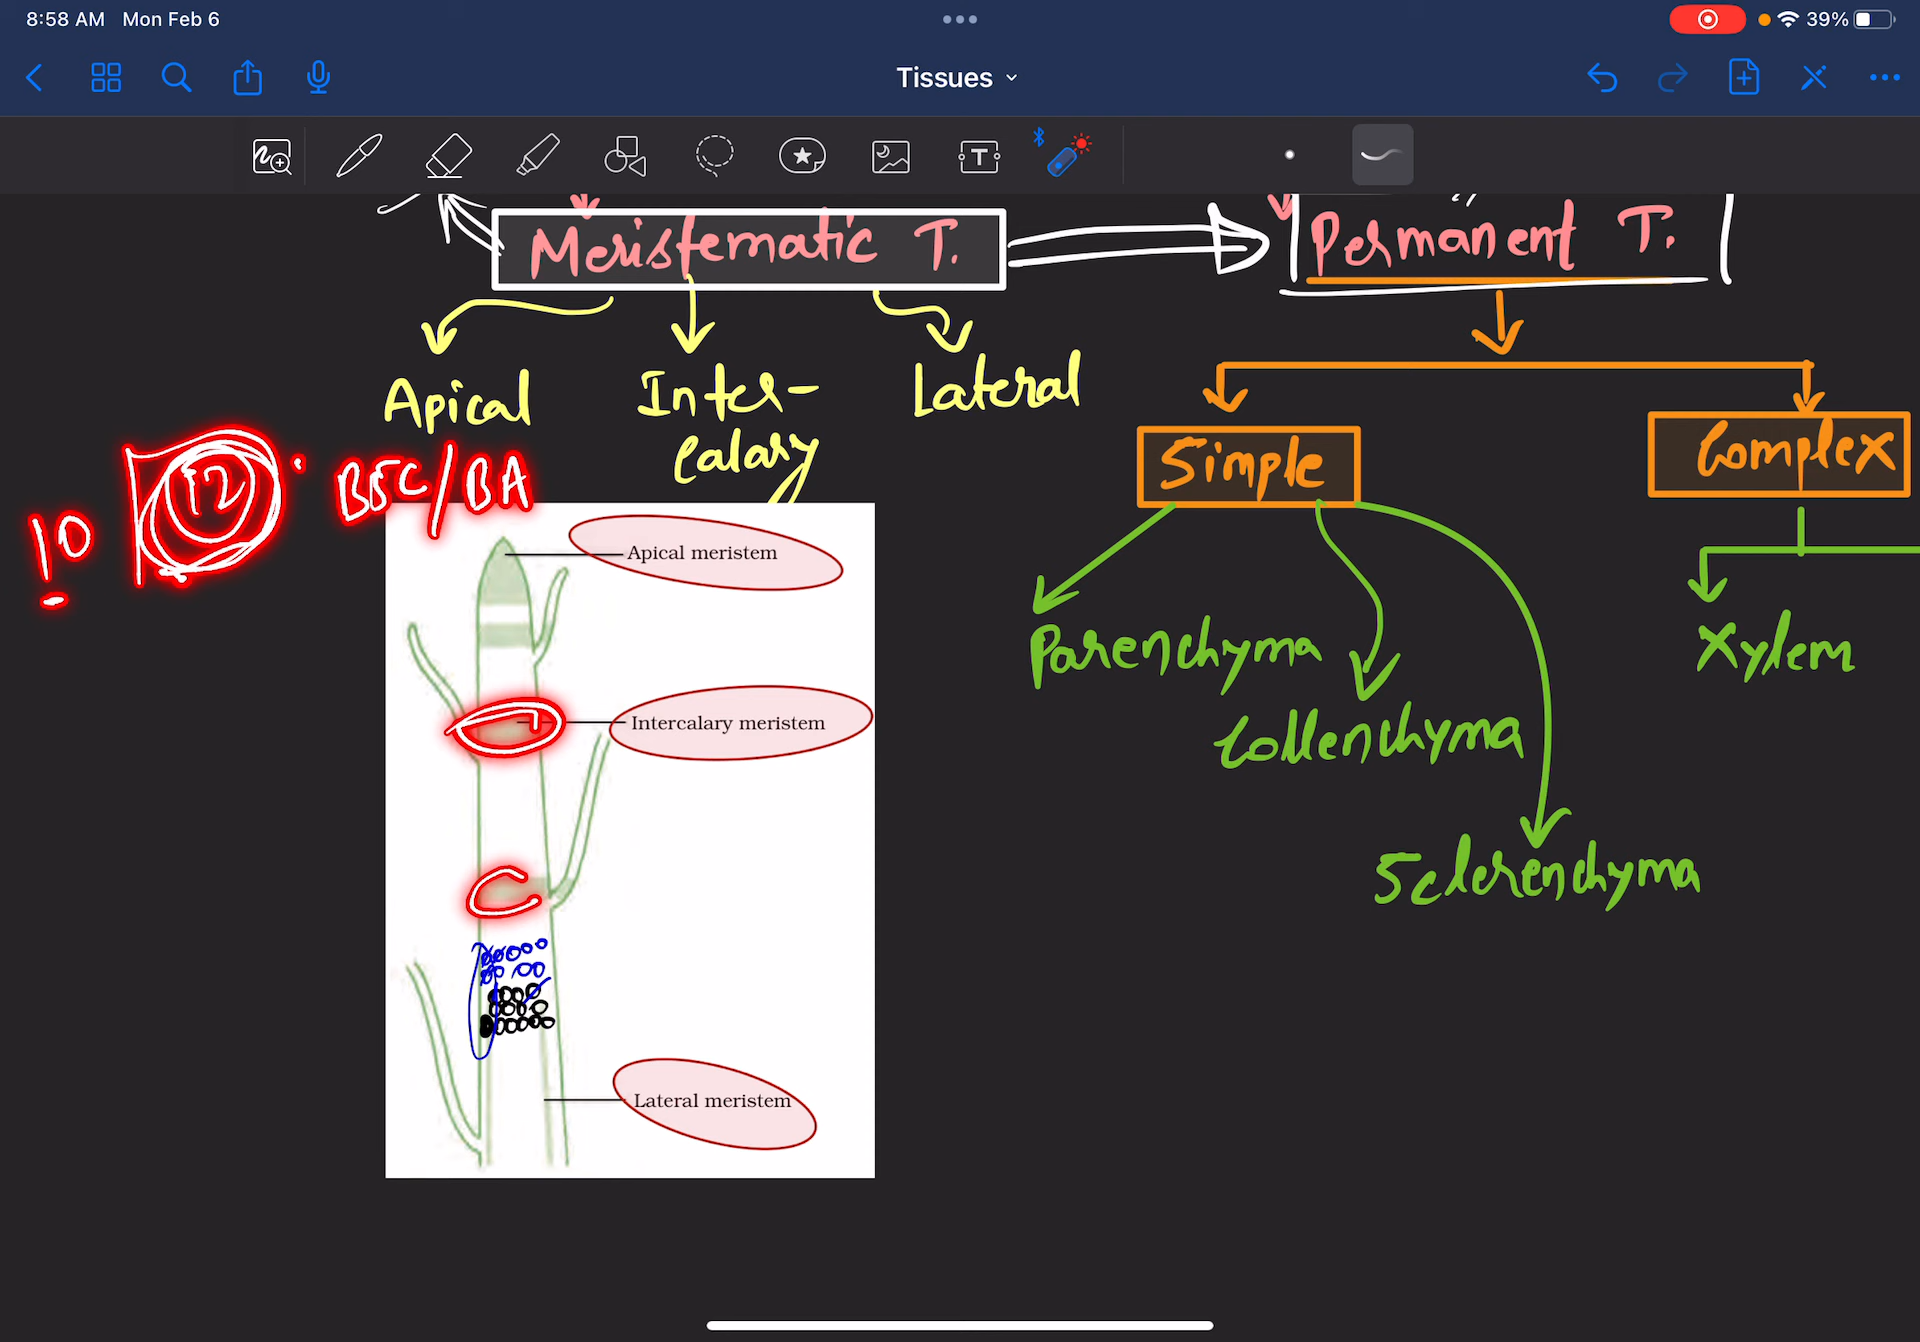 8:58 AM Mon Feb 6
39%
Tissues
T
Meristematic T.
Permanent T.
Apical
Inter-
calary
Lateral
Simple
Complex
10
12
BSC/BA
Apical meristem
Parenchyma
Xylem
Intercalary meristem
Collenchyma
Sclerenchyma
Lateral meristem